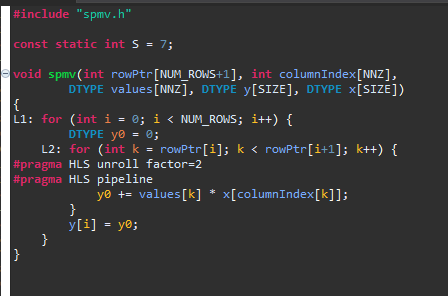 #include "spmv.h"
const static int S = 7;
void spmv(int rowPtr[NUM_ROWS+1], int columnIndex[NNZ],
DTYPE values[NNZ], DTYPE y[SIZE], DTYPE x[SIZE])
{
L1: for (int i = 0; i < NUM_ROWS; i++) {
DTYPE y0 = 0;
L2: for (int k = rowPtr[i]; k < rowPtr[i+1]; k++) {
#pragma HLS unroll factor=2
#pragma HLS pipeline
y0 += values[k] * x[columnIndex[k]];
}
y[i] = y0;
}
}